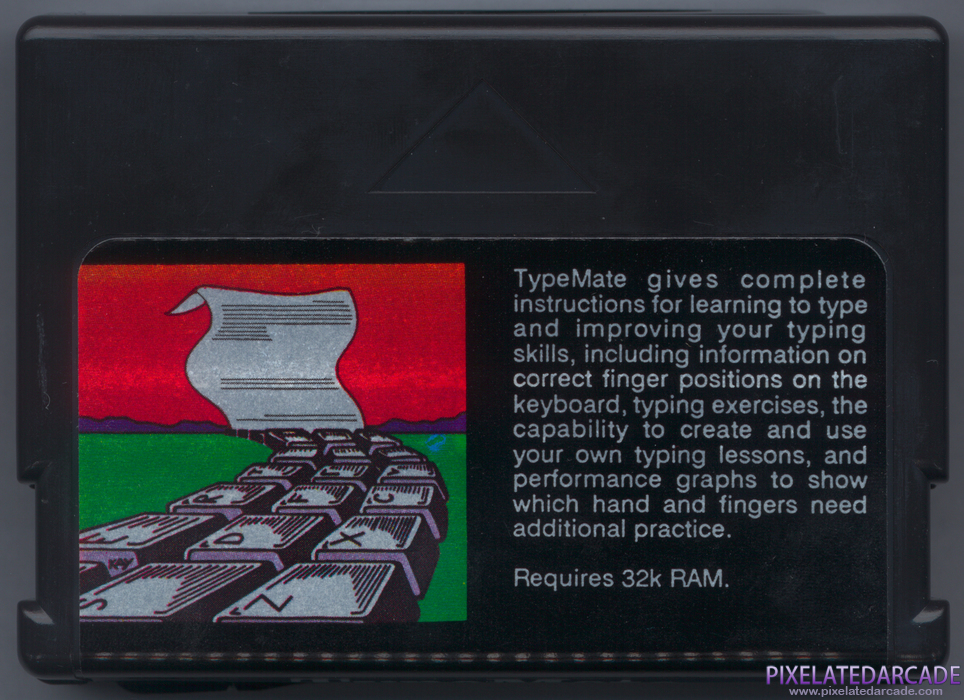 TypeMate gives complete
instructions for learning to type
and improving your typing
skills, including information on
correct finger positions on the
keyboard, typing exercises, the
capability to create and use
your own typing lessons, and
performance graphs to show
which hand and fingers need
additional practice.
Requires 32k RAM.
R
F
C
D
X
S
Z
PIXELATEDARCADE
www.pixelatedarcade.com